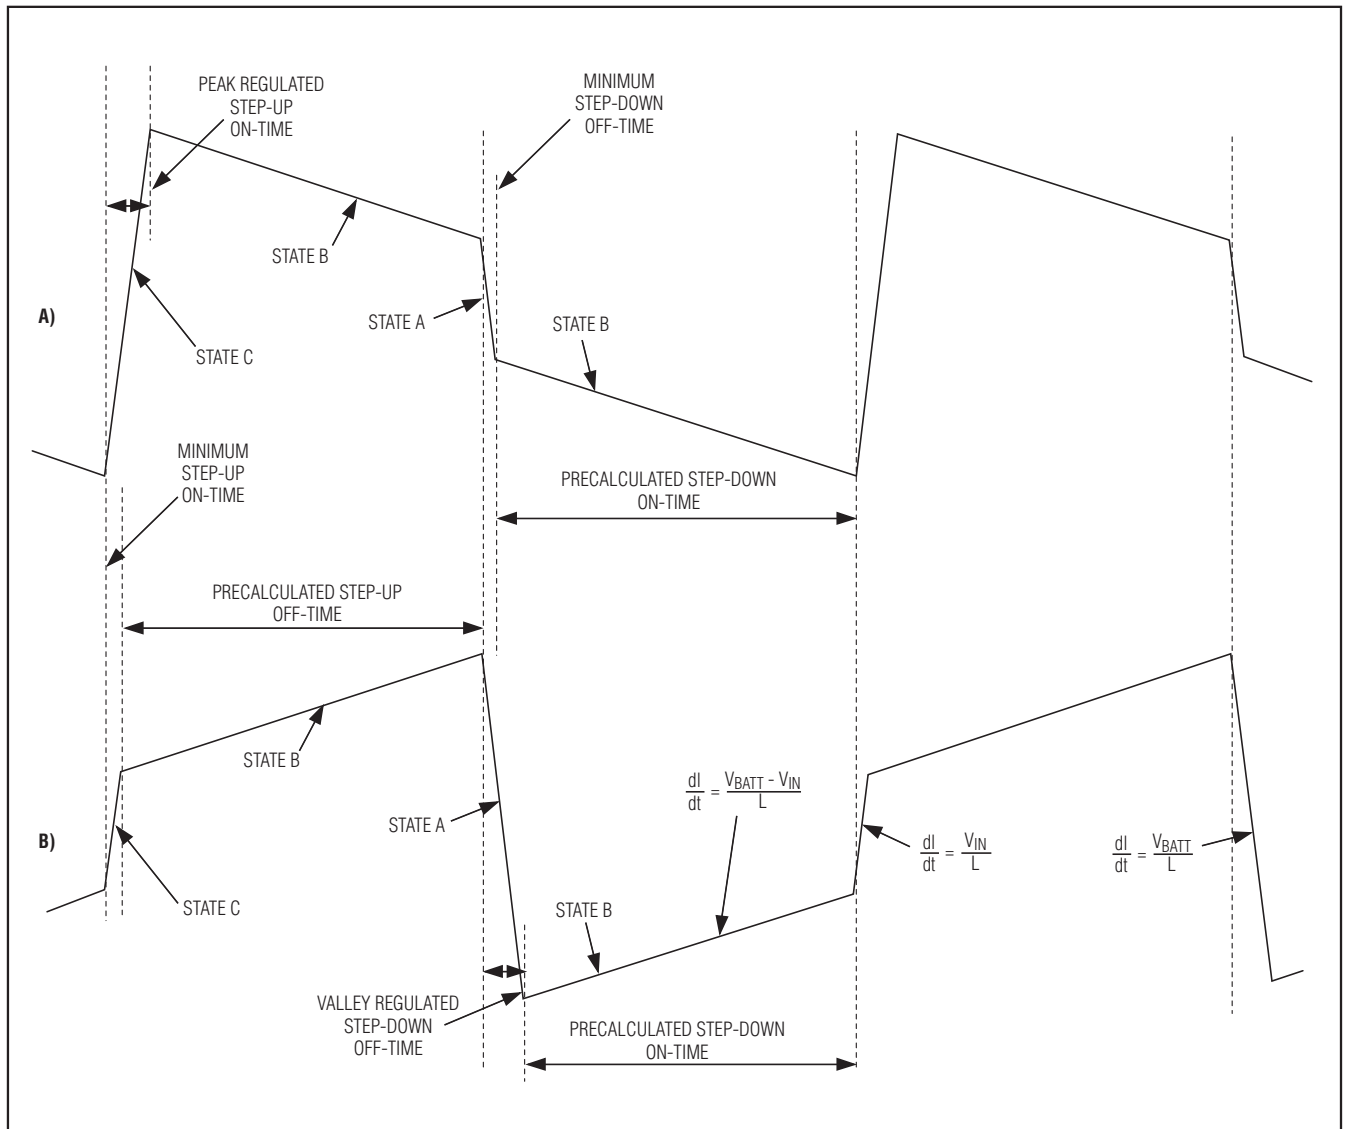 PEAK REGULATED
STEP-UP
ON-TIME
MINIMUM
STEP-DOWN
OFF-TIME
STATE B
STATE A
STATE B
A)
STATE C
MINIMUM
STEP-UP
ON-TIME
PRECALCULATED STEP-DOWN
ON-TIME
PRECALCULATED STEP-UP
OFF-TIME
STATE B
STATE A
dI/dt = (VBATT - VIN)/L
B)
dI/dt = VIN/L
dI/dt = VBATT/L
STATE C
STATE B
VALLEY REGULATED
STEP-DOWN
OFF-TIME
PRECALCULATED STEP-DOWN
ON-TIME